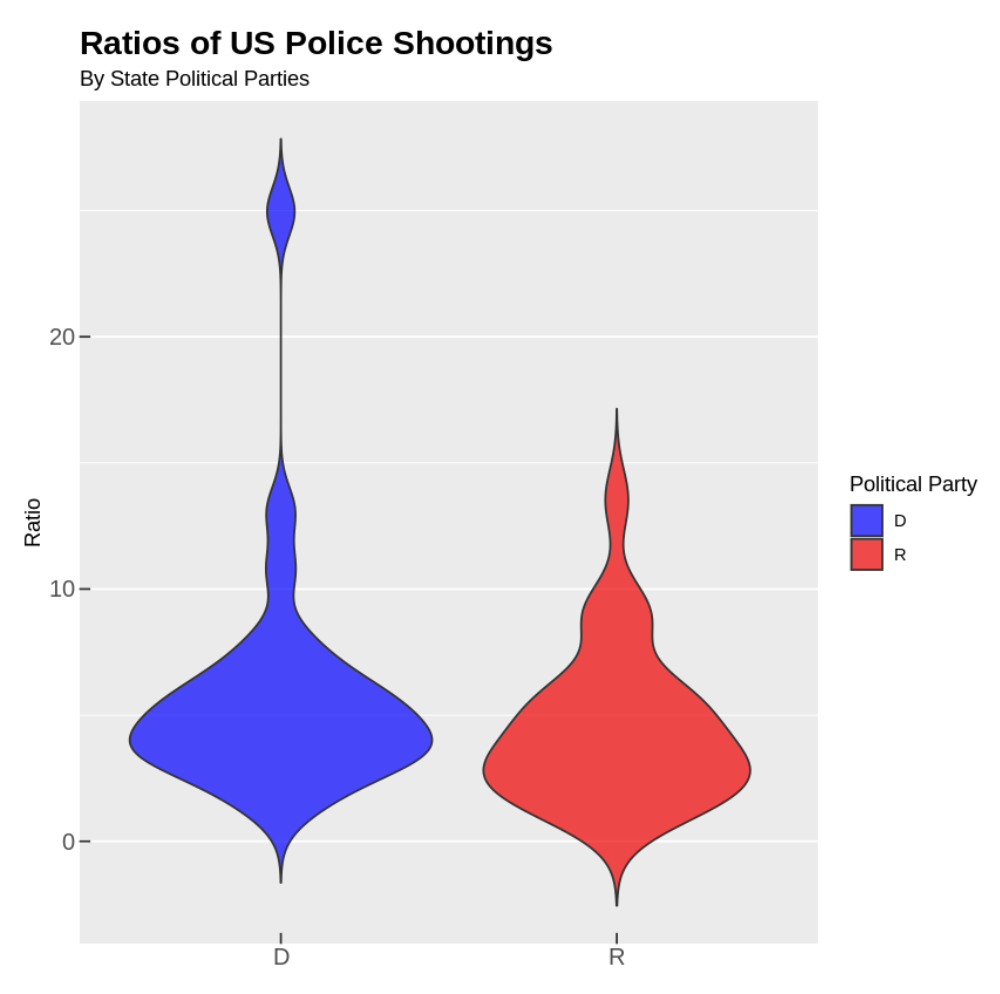 Ratios of US Police Shootings
By State Political Parties
20
10
0
Ratio
D
R
Political Party
D
R